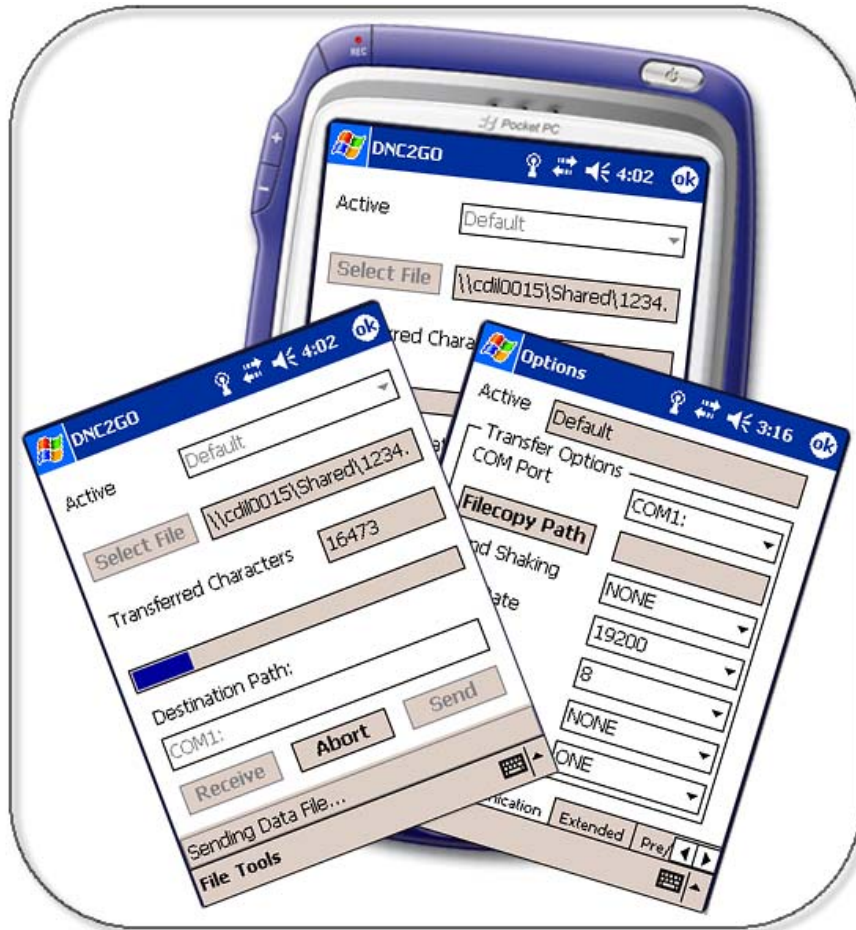 REC
Pocket PC
DNC2GO 4:02 ok
Active Default
Select File \\cdil0015\Shared\1234.
rred Chara
DNC2GO 4:02 ok
Active Default
Select File \\cdil0015\Shared\1234.
Transferred Characters 16473
Destination Path:
COM1:
Receive Abort Send
Sending Data File...
File Tools
Options 3:16 ok
Active Default
Transfer Options
COM Port COM1:
Filecopy Path
nd Shaking NONE
ate 19200
8
NONE
ONE
nication Extended Pre/